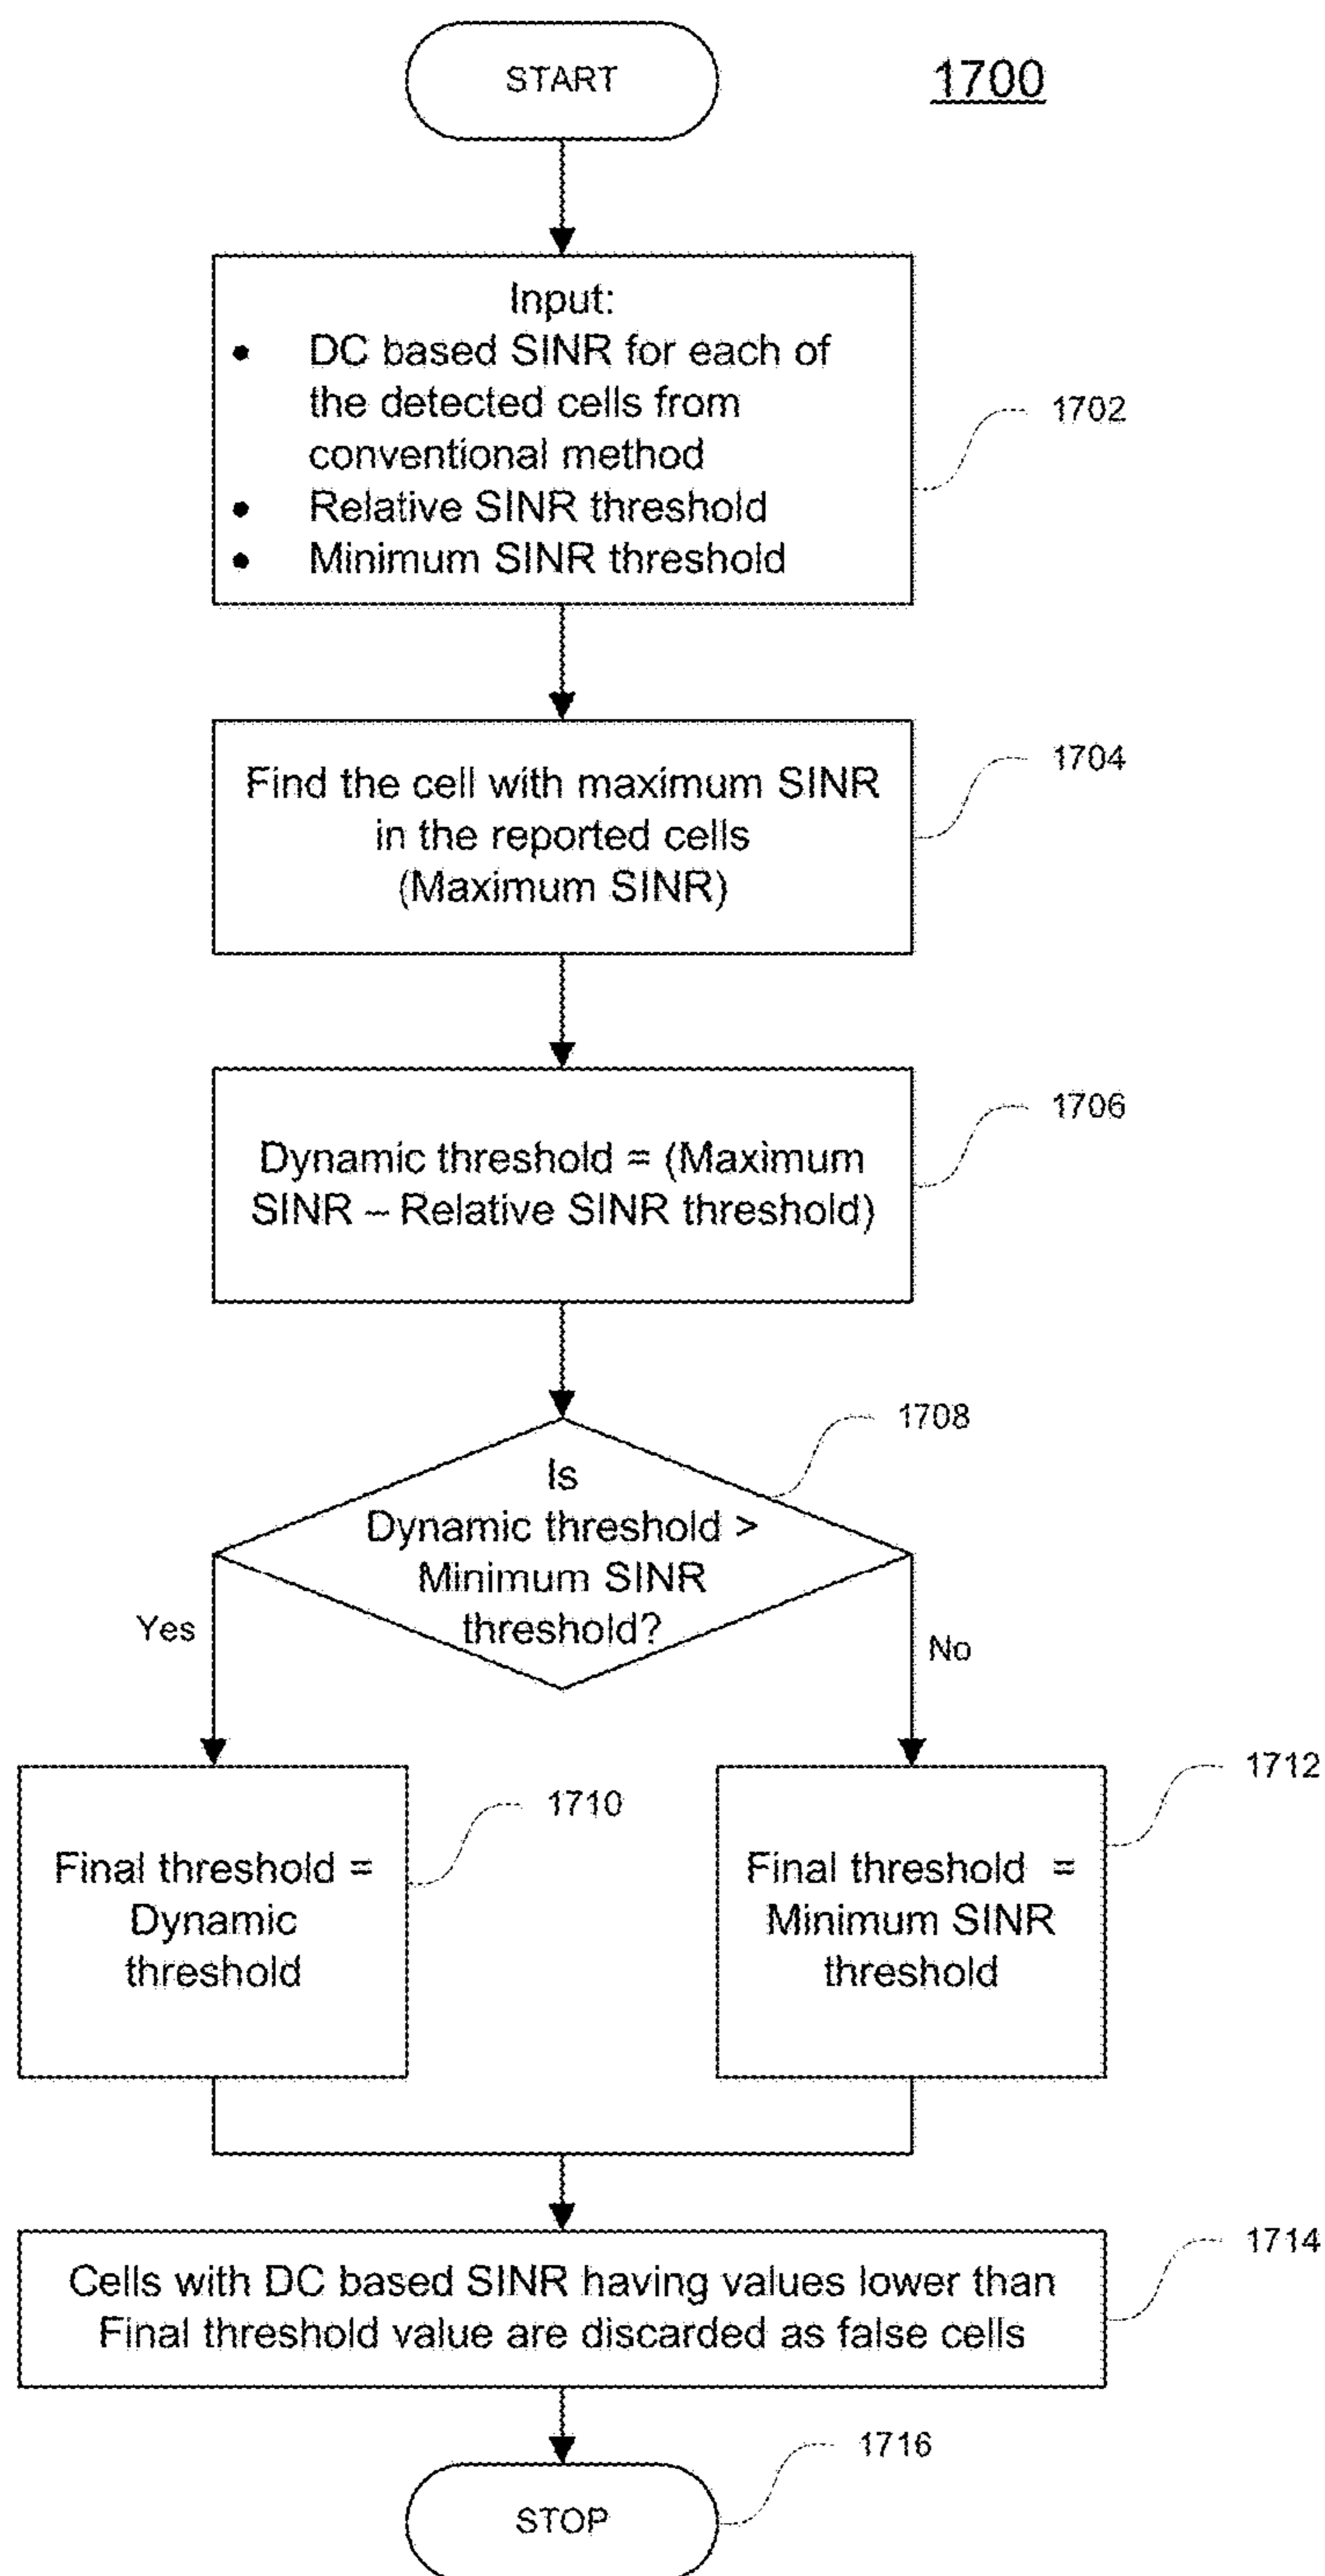 START
1700
Input:
• DC based SINR for each of
the detected cells from
conventional method
• Relative SINR threshold
• Minimum SINR threshold
1702
Find the cell with maximum SINR
in the reported cells
(Maximum SINR)
1704
Dynamic threshold = (Maximum
SINR – Relative SINR threshold)
1706
Is
Dynamic threshold >
Minimum SINR
threshold?
1708
Yes
No
Final threshold =
Dynamic
threshold
1710
Final threshold =
Minimum SINR
threshold
1712
Cells with DC based SINR having values lower than
Final threshold value are discarded as false cells
1714
STOP
1716